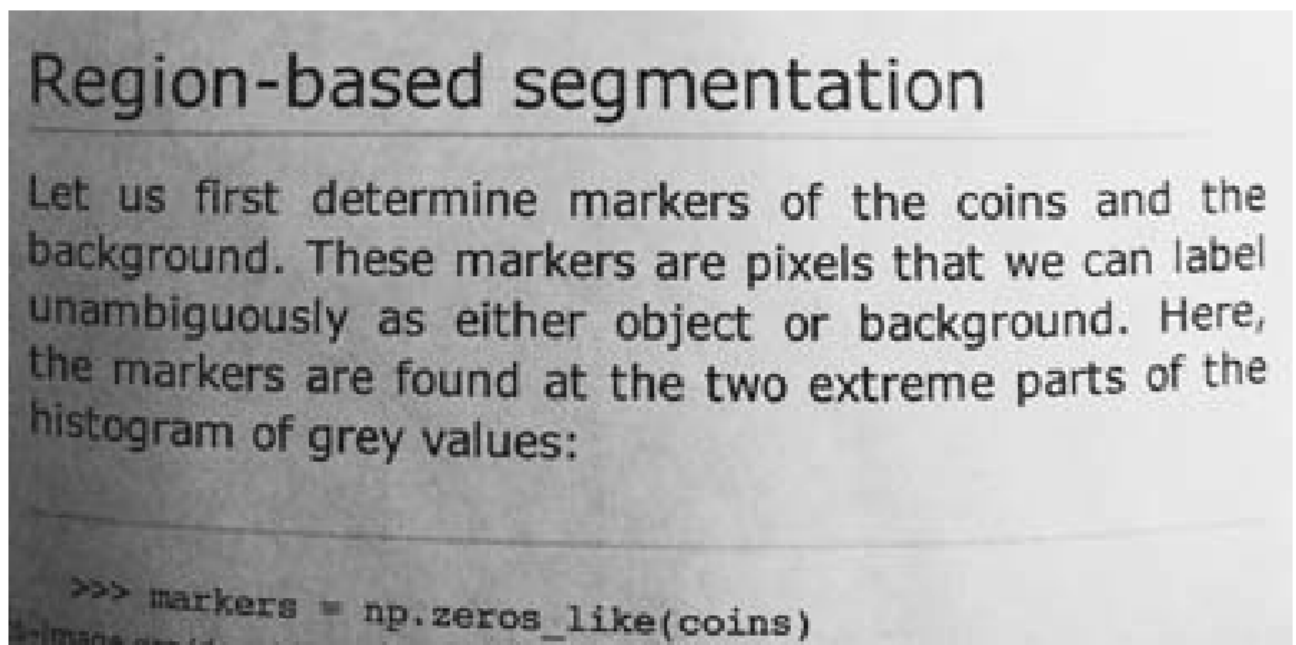 Region-based segmentation
Let us first determine markers of the coins and the
background. These markers are pixels that we can label
unambiguously as either object or background. Here,
the markers are found at the two extreme parts of the
histogram of grey values:
>>> markers = np.zeros_like(coins)